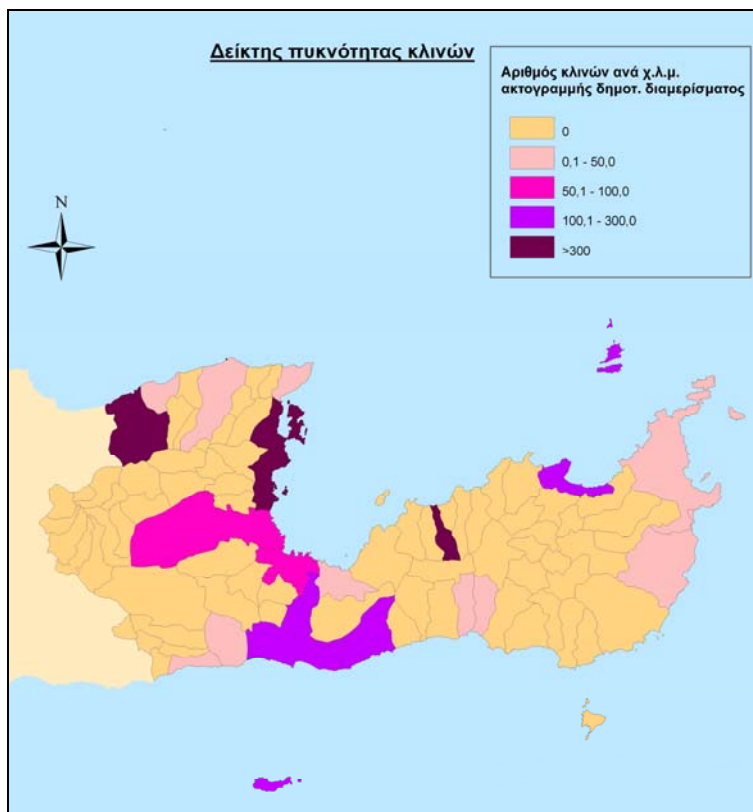 Δείκτης πυκνότητας κλινών
Αριθμός κλινών ανά χ.λ.μ.
ακτογραμμής δημοτ. διαμερίσματος
0
0,1 - 50,0
50,1 - 100,0
100,1 - 300,0
>300
N